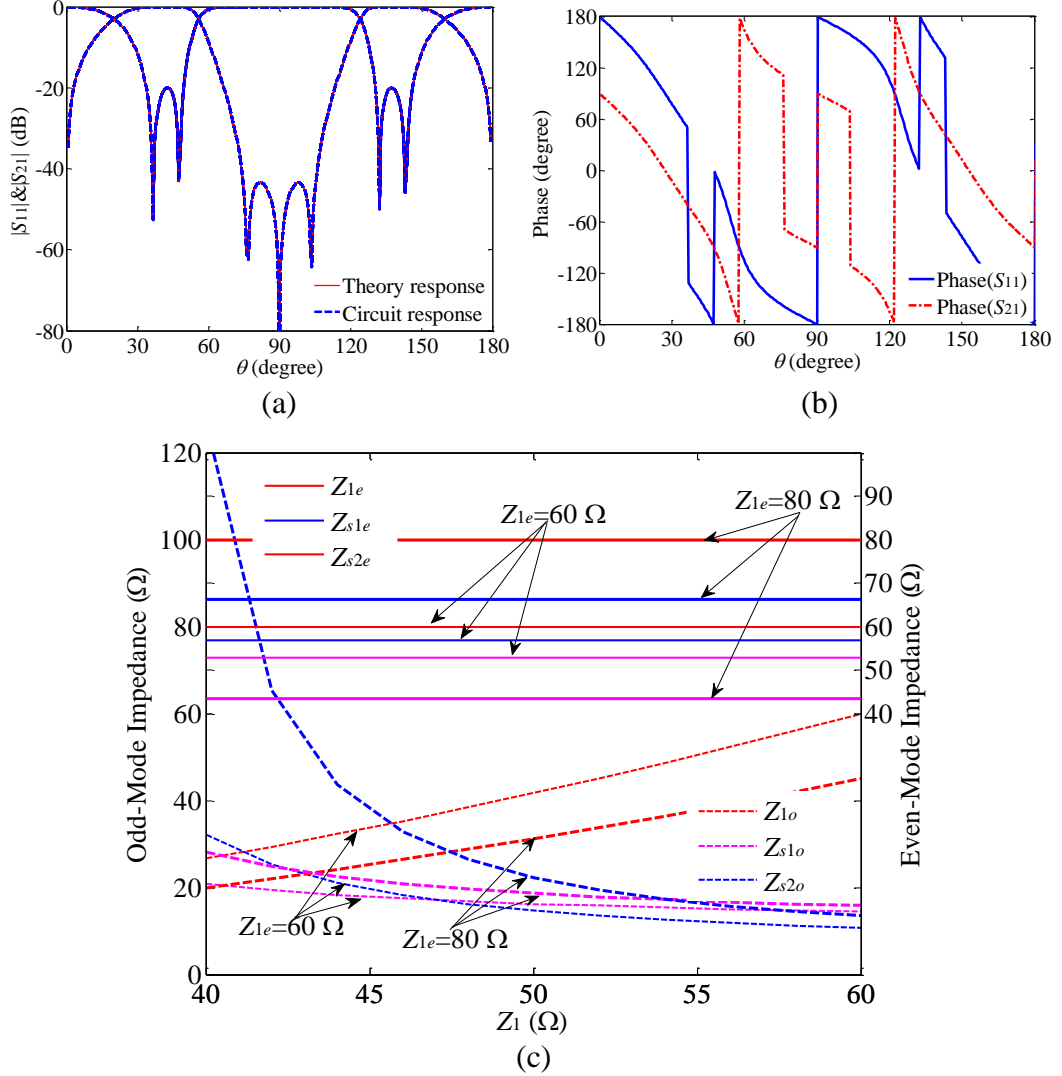 |S11|&|S21| (dB)
0
-20
-40
-60
-80
0 30 60 90 120 150 180
θ (degree)
Theory response
Circuit response
(a)
Phase (degree)
180
120
60
0
-60
-120
-180
0 30 60 90 120 150 180
θ (degree)
Phase(S11)
Phase(S21)
(b)
Odd-Mode Impedance (Ω)
120
100
80
60
40
20
0
Even-Mode Impedance (Ω)
90
80
70
60
50
40
Z1e
Zs1e
Zs2e
Z1e=60 Ω
Z1e=80 Ω
Z1o
Zs1o
Zs2o
Z1e=60 Ω
Z1e=80 Ω
40 45 50 55 60
Z1 (Ω)
(c)